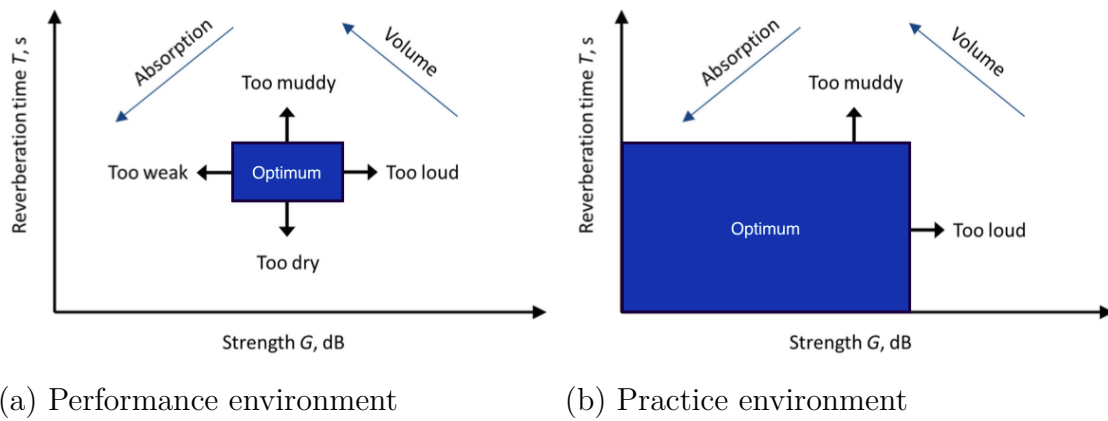 Reverberation time T, s
Absorption
Volume
Too muddy
Too weak
Optimum
Too loud
Too dry
Strength G, dB
(a) Performance environment
Reverberation time T, s
Absorption
Volume
Too muddy
Optimum
Too loud
Strength G, dB
(b) Practice environment